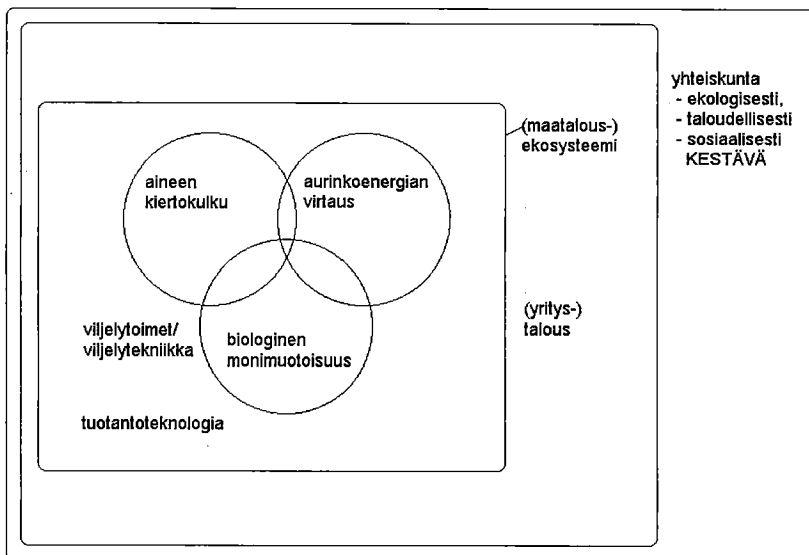 yhteiskunta
- ekologisesti,
- taloudellisesti
- sosiaalisesti
KESTÄVÄ
(maatalous-)
ekosysteemi
aineen
kiertokulku
aurinkoenergian
virtaus
(yritys-)
talous
viljelytoimet/
viljelytekniikka
biologinen
monimuotoisuus
tuotantoteknologia